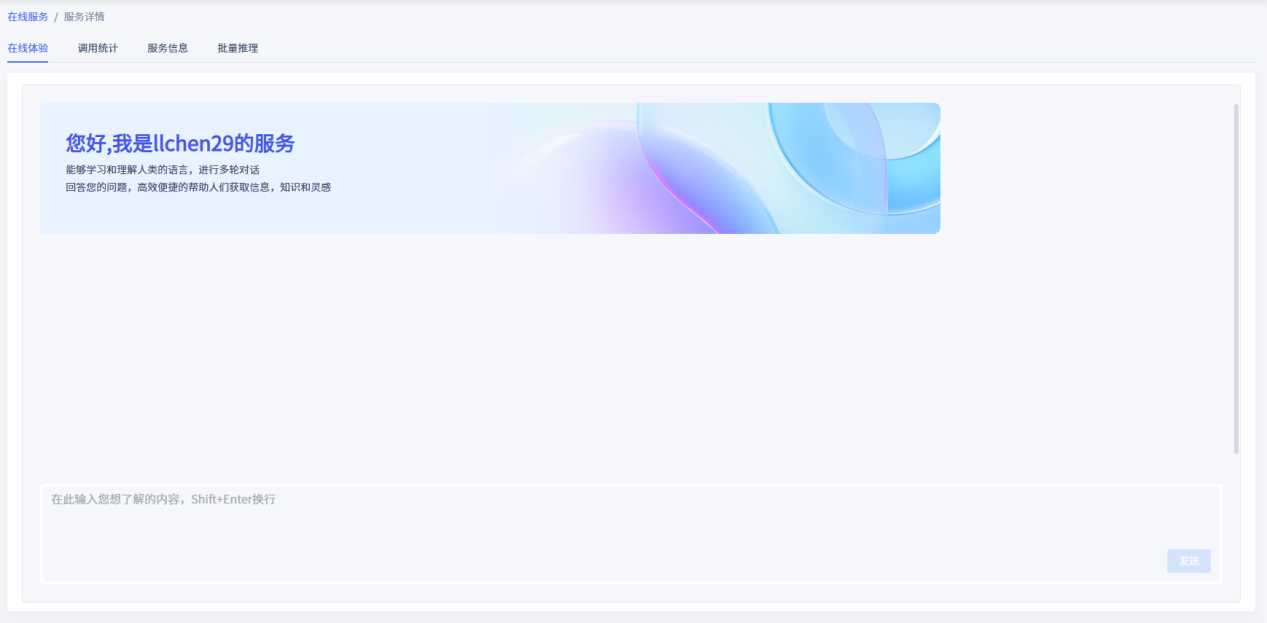 在线服务 / 服务详情
在线体验 调用统计 服务信息 批量推理
您好,我是llchen29的服务
能够学习和理解人类的语言，进行多轮对话
回答您的问题，高效便捷的帮助人们获取信息，知识和灵感
在此输入您想了解的内容，Shift+Enter换行
发送